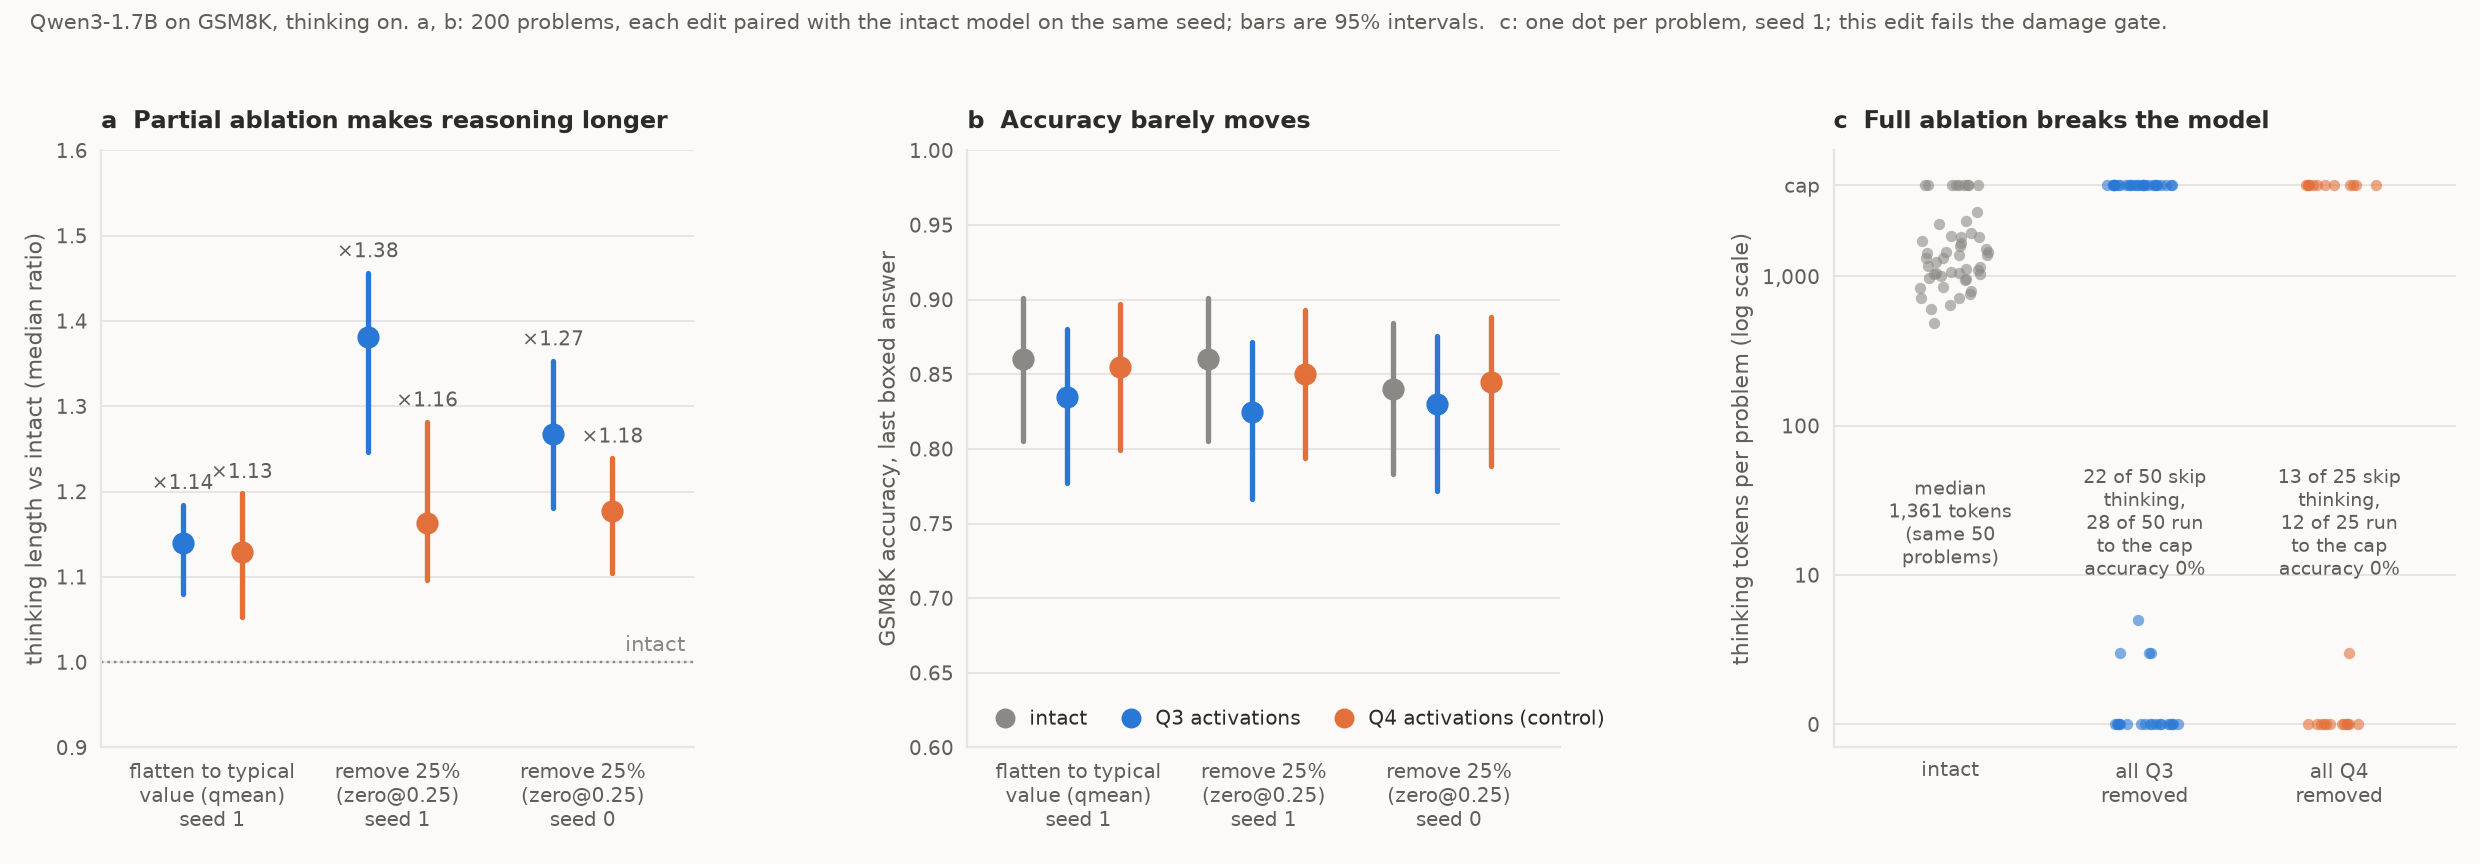 Qwen3-1.7B on GSM8K, thinking on. a, b: 200 problems, each edit paired with the intact model on the same seed; bars are 95% intervals.  c: one dot per problem, seed 1; this edit fails the damage gate.
a  Partial ablation makes reasoning longer
thinking length vs intact (median ratio)
1.6
1.5
1.4
1.3
1.2
1.1
1.0
0.9
×1.14
×1.13
×1.38
×1.16
×1.27
×1.18
intact
flatten to typical
value (qmean)
seed 1
remove 25%
(zero@0.25)
seed 1
remove 25%
(zero@0.25)
seed 0
b  Accuracy barely moves
GSM8K accuracy, last boxed answer
1.00
0.95
0.90
0.85
0.80
0.75
0.70
0.65
0.60
intact
Q3 activations
Q4 activations (control)
flatten to typical
value (qmean)
seed 1
remove 25%
(zero@0.25)
seed 1
remove 25%
(zero@0.25)
seed 0
c  Full ablation breaks the model
thinking tokens per problem (log scale)
cap
1,000
100
10
0
median
1,361 tokens
(same 50
problems)
22 of 50 skip
thinking,
28 of 50 run
to the cap
accuracy 0%
13 of 25 skip
thinking,
12 of 25 run
to the cap
accuracy 0%
intact
all Q3
removed
all Q4
removed